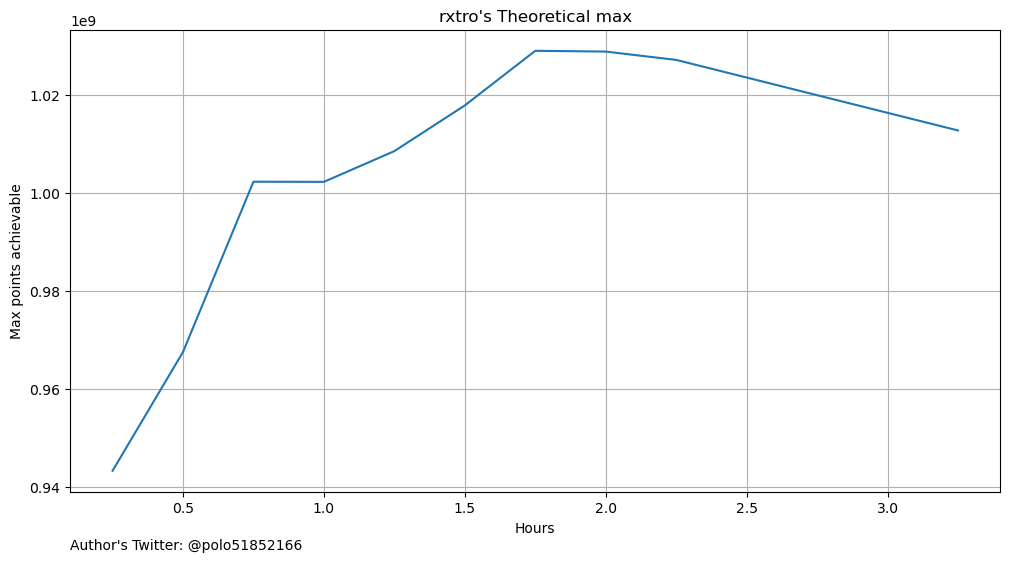 rxtro's Theoretical max
1e9
1.02
1.00
0.98
0.96
0.94
Max points achievable
0.5
1.0
1.5
2.0
2.5
3.0
Hours
Author's Twitter: @polo51852166